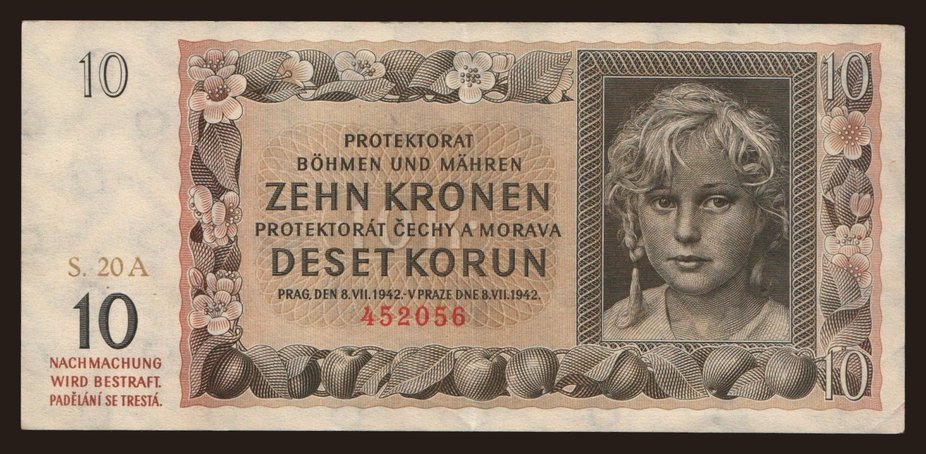 10
10
PROTEKTORAT
BÖHMEN UND MÄHREN
ZEHN KRONEN
PROTEKTORÁT ČECHY A MORAVA
DESET KORUN
PRAG, DEN 8. VII. 1942.-V PRAZE DNE 8. VII. 1942.
452056
S. 20 A
10
NACHMACHUNG
WIRD BESTRAFT.
PADĚLÁNÍ SE TRESTÁ.
10